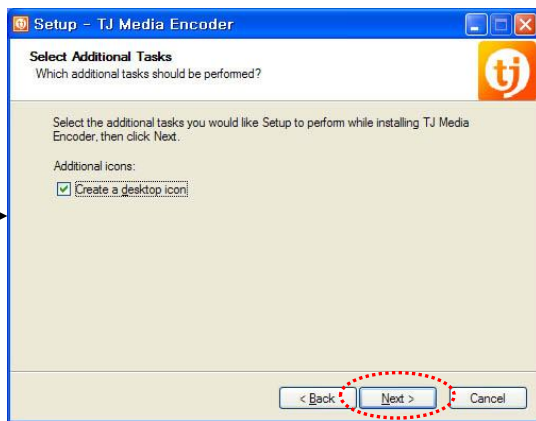 Setup - TJ Media Encoder
Select Additional Tasks
Which additional tasks should be performed?
tj
Select the additional tasks you would like Setup to perform while installing TJ Media
Encoder, then click Next.
Additional icons:
Create a desktop icon
< Back Next > Cancel